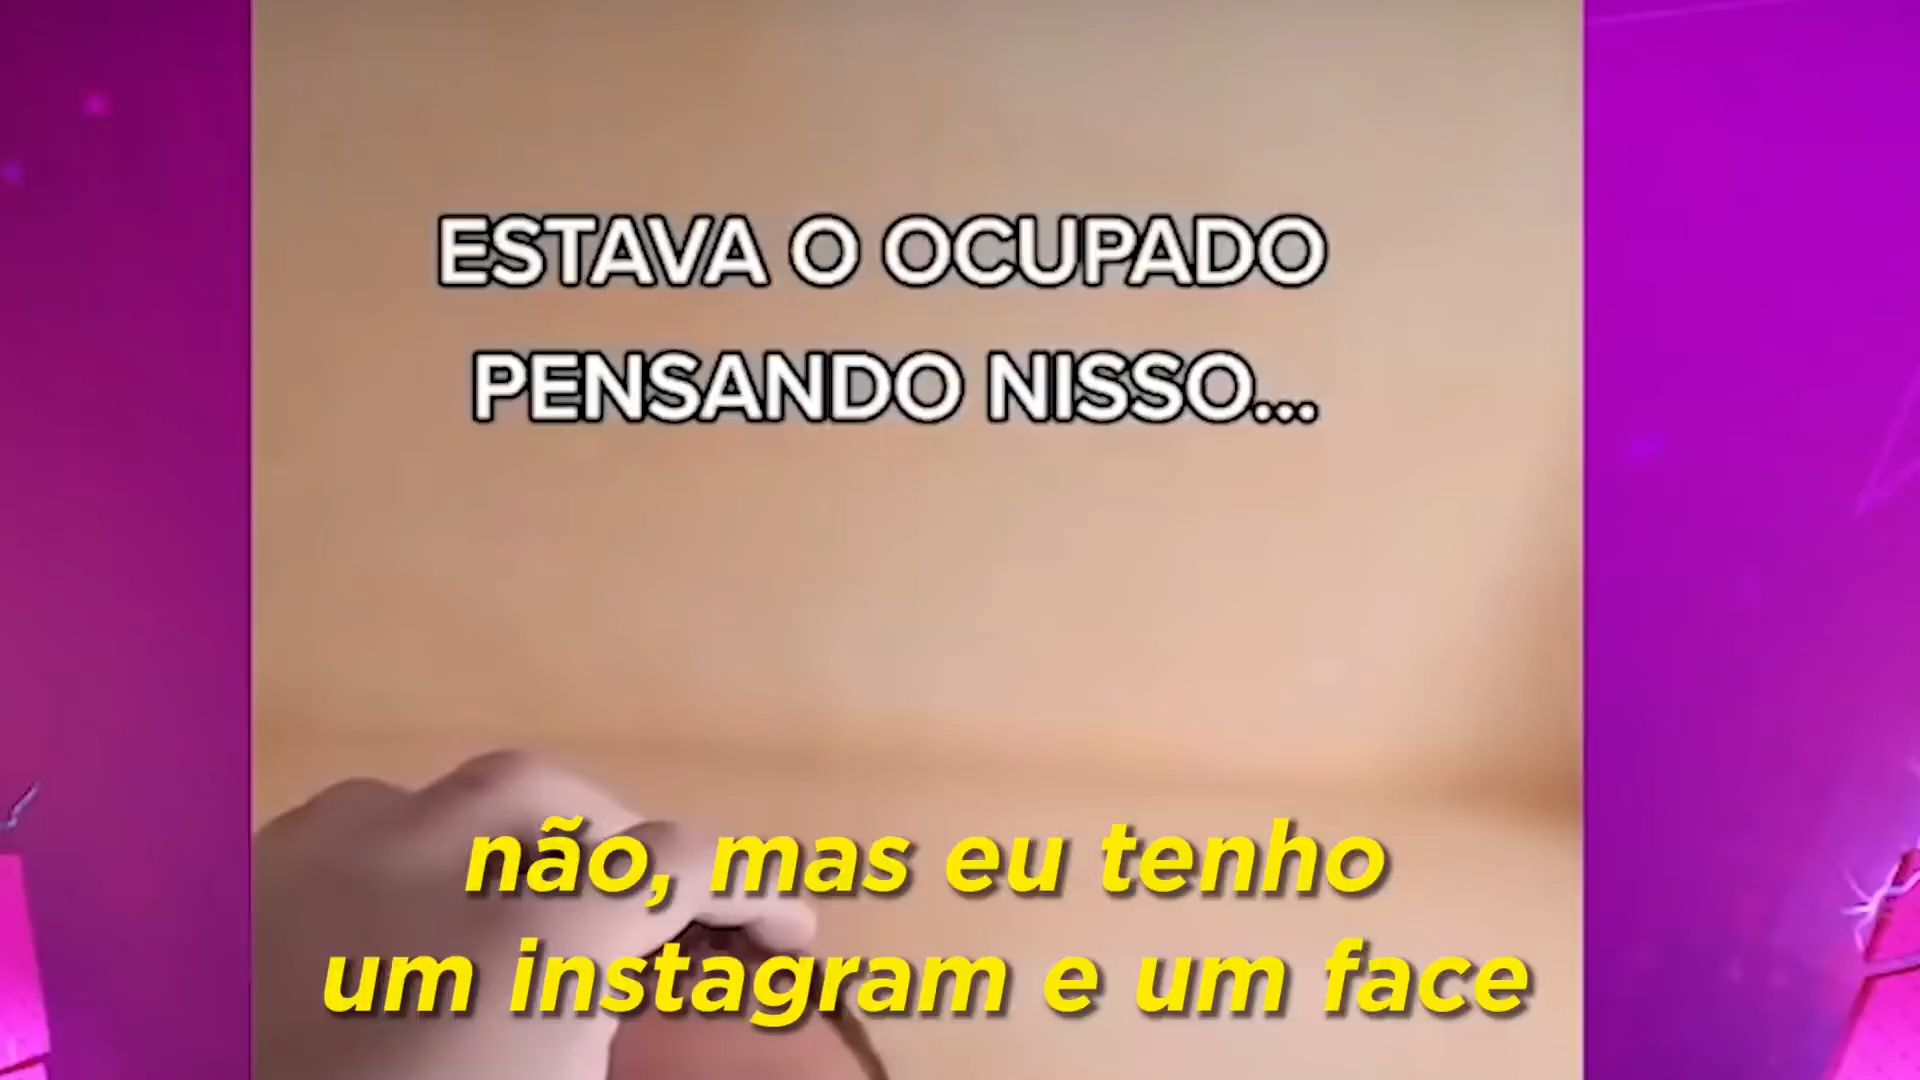 ESTAVA O OCUPADO
PENSANDO NISSO...
não, mas eu tenho
um instagram e um face